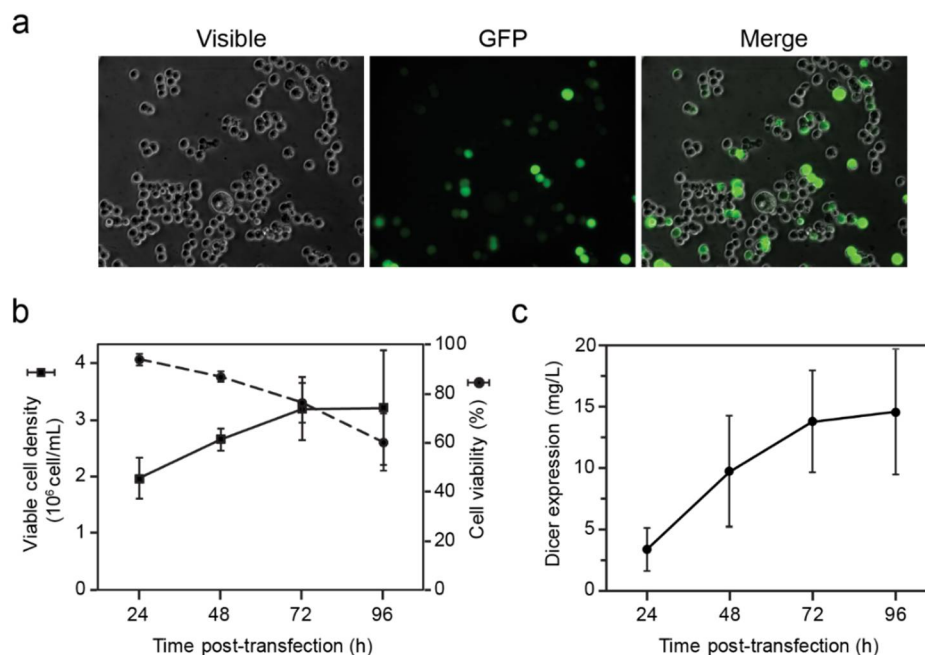 a
Visible
GFP
Merge
b
4
3
2
1
0
Viable cell density
(10⁶ cell/mL)
100
80
60
40
20
0
Cell viability (%)
24
48
72
96
Time post-transfection (h)
c
20
15
10
5
0
Dicer expression (mg/L)
24
48
72
96
Time post-transfection (h)